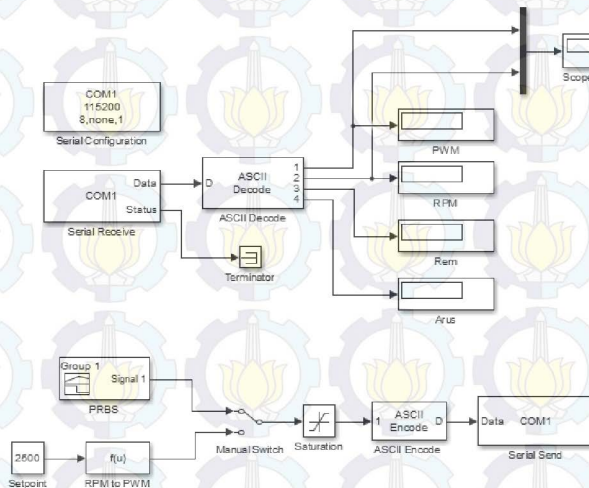 Scope
COM1
115200
8,none,1
Serial Configuration
PWM
COM1
Data
Status
Serial Receive
D
ASCII
Decode
1
2
3
4
ASCII Decode
RPM
Terminator
Rem
Arus
Group 1
Signal 1
PRBS
Manual Switch
Saturation
1
ASCII
Encode
D
ASCII Encode
Data
COM1
Serial Send
2500
Setpoint
f(u)
RPM to PWM